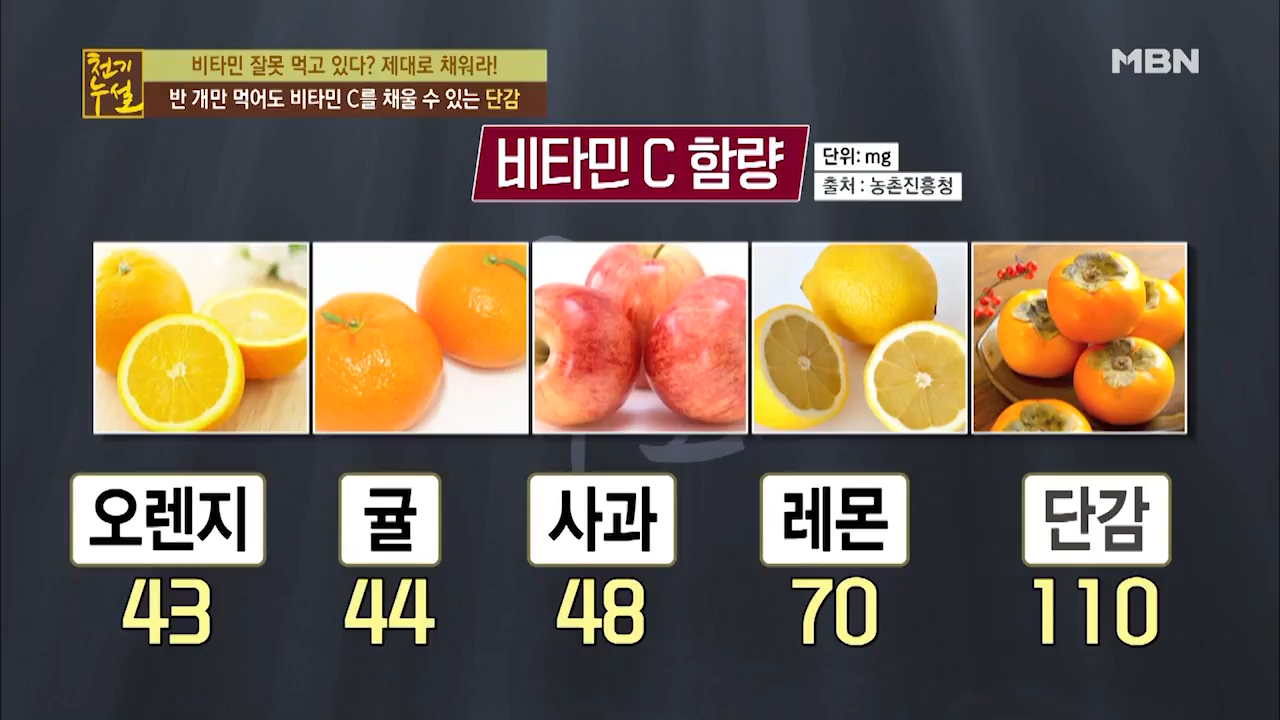 천기누설
비타민 잘못 먹고 있다? 제대로 채워라!
반 개만 먹어도 비타민 C를 채울 수 있는 단감
MBN
비타민 C 함량
단위: mg
출처 : 농촌진흥청
오렌지
귤
사과
레몬
단감
43
44
48
70
110